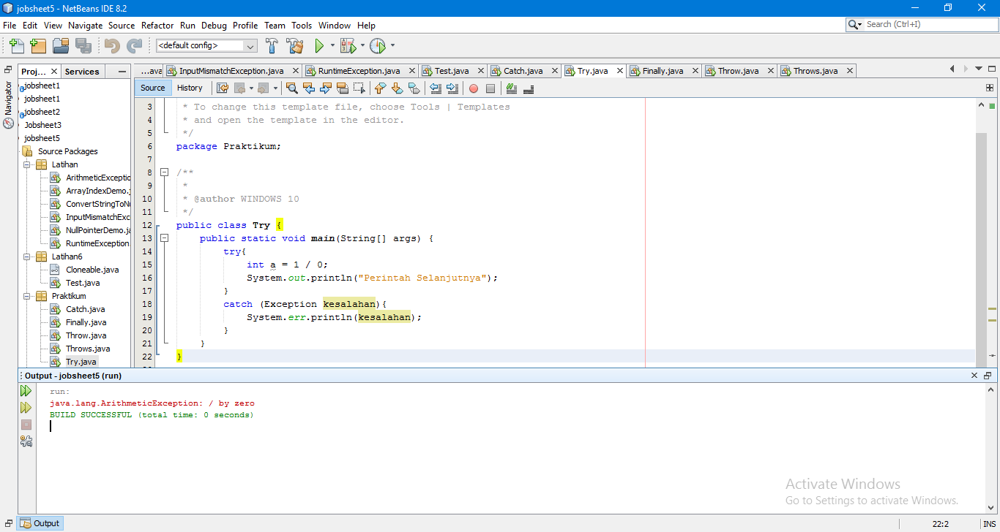 jobsheet5 - NetBeans IDE 8.2
File Edit View Navigate Source Refactor Run Debug Profile Team Tools Window Help
Search (Ctrl+I)
<default config>
Proj... Services
...ava InputMismatchException.java RuntimeException.java Test.java Catch.java Try.java Finally.java Throw.java Throws.java
Source History
Navigator
jobsheet1
jobsheet1
jobsheet2
Jobsheet3
jobsheet5
Source Packages
Latihan
ArithmeticExceptio
ArrayIndexDemo.j
ConvertStringToNu
InputMismatchExc
NullPointerDemo.ja
RuntimeException
Latihan6
Cloneable.java
Test.java
Praktikum
Catch.java
Finally.java
Throw.java
Throws.java
Try.java
3 * To change this template file, choose Tools | Templates
4 * and open the template in the editor.
5 */
6 package Praktikum;
7
8 /**
9 *
10 * @author WINDOWS 10
11 */
12 public class Try {
13 public static void main(String[] args) {
14 try{
15 int a = 1 / 0;
16 System.out.println("Perintah Selanjutnya");
17 }
18 catch (Exception kesalahan){
19 System.err.println(kesalahan);
20 }
21 }
22 }
Output - jobsheet5 (run)
run:
java.lang.ArithmeticException: / by zero
BUILD SUCCESSFUL (total time: 0 seconds)
Activate Windows
Go to Settings to activate Windows.
Output
22:2 INS